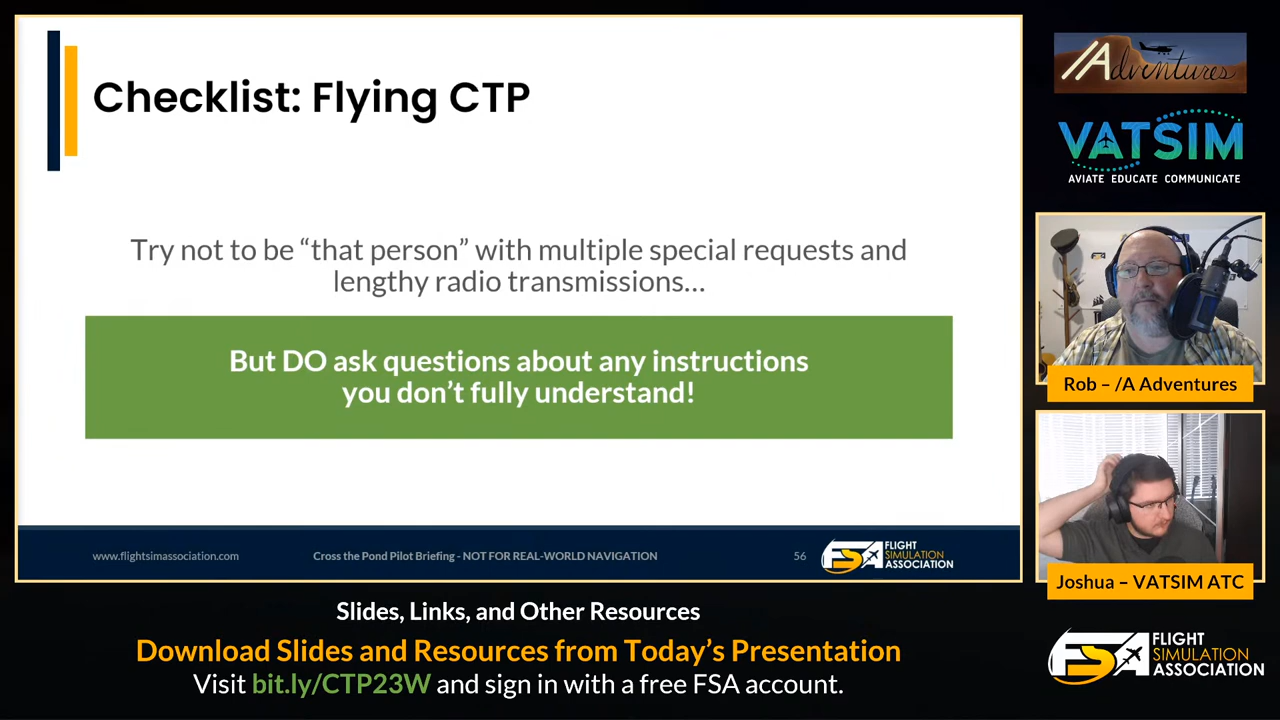 Checklist: Flying CTP
Try not to be “that person” with multiple special requests and
lengthy radio transmissions...
But DO ask questions about any instructions
you don’t fully understand!
www.flightsimassociation.com
Cross the Pond Pilot Briefing - NOT FOR REAL-WORLD NAVIGATION
56
FSA
FLIGHT
SIMULATION
ASSOCIATION
/Adventures
VATSIM
AVIATE EDUCATE COMMUNICATE
Rob – /A Adventures
Joshua – VATSIM ATC
Slides, Links, and Other Resources
Download Slides and Resources from Today’s Presentation
Visit bit.ly/CTP23W and sign in with a free FSA account.
FSA
FLIGHT
SIMULATION
ASSOCIATION